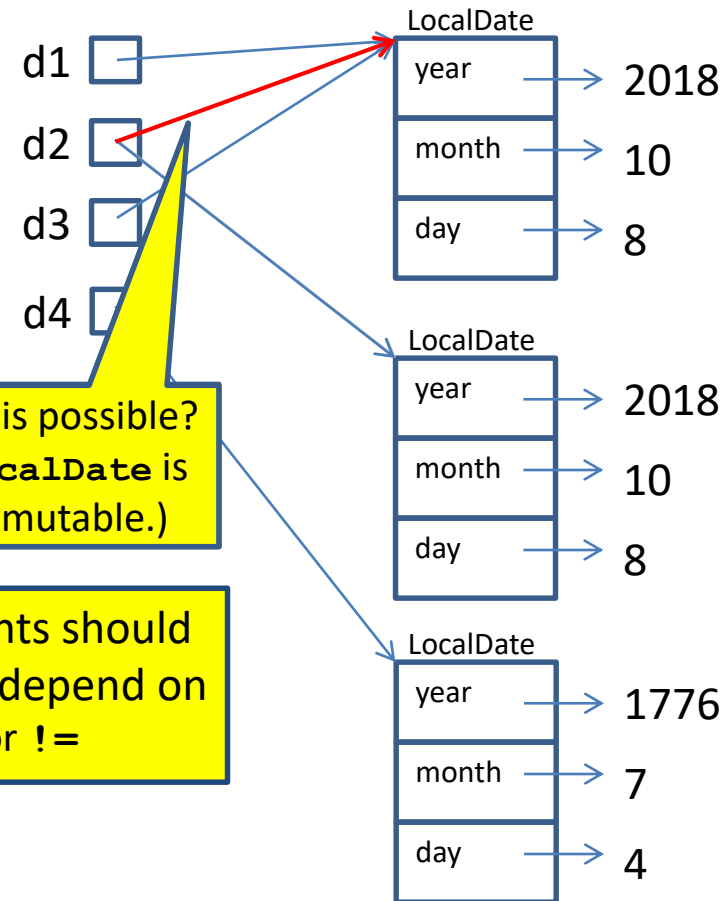 d1
d2
d3
d4
LocalDate
year
2018
month
10
day
8
LocalDate
year
2018
month
10
day
8
is possible?
calDate is
mutable.)
nts should
depend on
or !=
LocalDate
year
1776
month
7
day
4